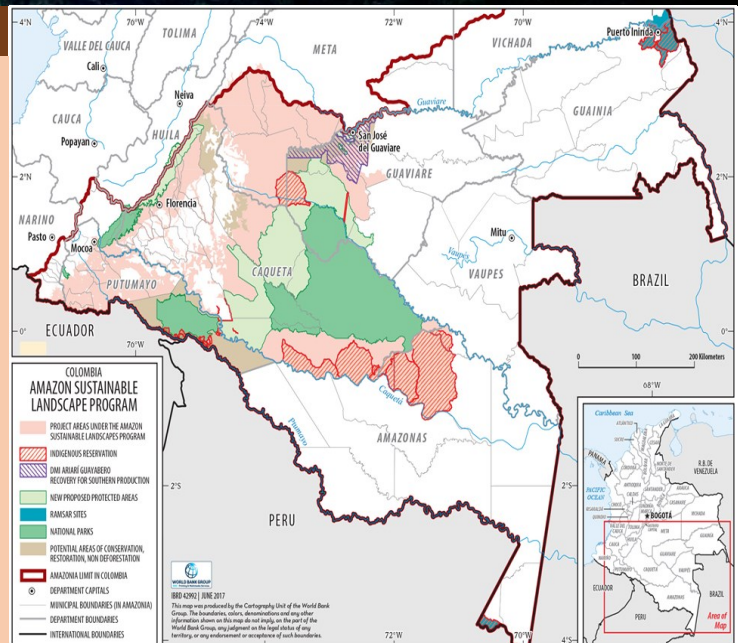 74°W
72°W
70°W
4°N
4°N
TOLIMA
VALLE DEL CAUCA
META
VICHADA
Puerto Inírida
Cali
Neiva
Guaviare
CAUCA
GUAINIA
HUILA
San José
del Guaviare
Popayan
2°N
2°N
GUAVIARE
Florencia
NARINO
Pasto
Mocoa
Mitu
Vaupés
CAQUETA
VAUPES
PUTUMAYO
BRAZIL
ECUADOR
0°
0°
70°W
0
100
200 Kilometers
68°W
COLOMBIA
AMAZON SUSTAINABLE
LANDSCAPE PROGRAM
PROJECT AREAS UNDER THE AMAZON
SUSTAINABLE LANDSCAPES PROGRAM
INDIGENOUS RESERVATION
DMI ARIARÍ GUAYABERO
RECOVERY FOR SOUTHERN PRODUCTION
NEW PROPOSED PROTECTED AREAS
RAMSAR SITES
NATIONAL PARKS
POTENTIAL AREAS OF CONSERVATION,
RESTORATION, NON DEFORESTATION
AMAZONIA LIMIT IN COLOMBIA
DEPARTMENT CAPITALS
MUNICIPAL BOUNDARIES (IN AMAZONIA)
DEPARTMENT BOUNDARIES
INTERNATIONAL BOUNDARIES
Caquetá
Putumayo
AMAZONAS
2°S
2°S
PERU
WORLD BANK GROUP
IBRD 42992 | JUNE 2017
This map was produced by the Cartography Unit of the World Bank
Group. The boundaries, colors, denominations and any other
information shown on this map do not imply, on the part of the
World Bank Group, any judgment on the legal status of any
territory, or any endorsement or acceptance of such boundaries.
72°W
70°W
4°S
Caribbean Sea
PANAMA
R.B. DE
VENEZUELA
PACIFIC
OCEAN
BOGOTÁ
ECUADOR
PERU
BRAZIL
Area of
Map